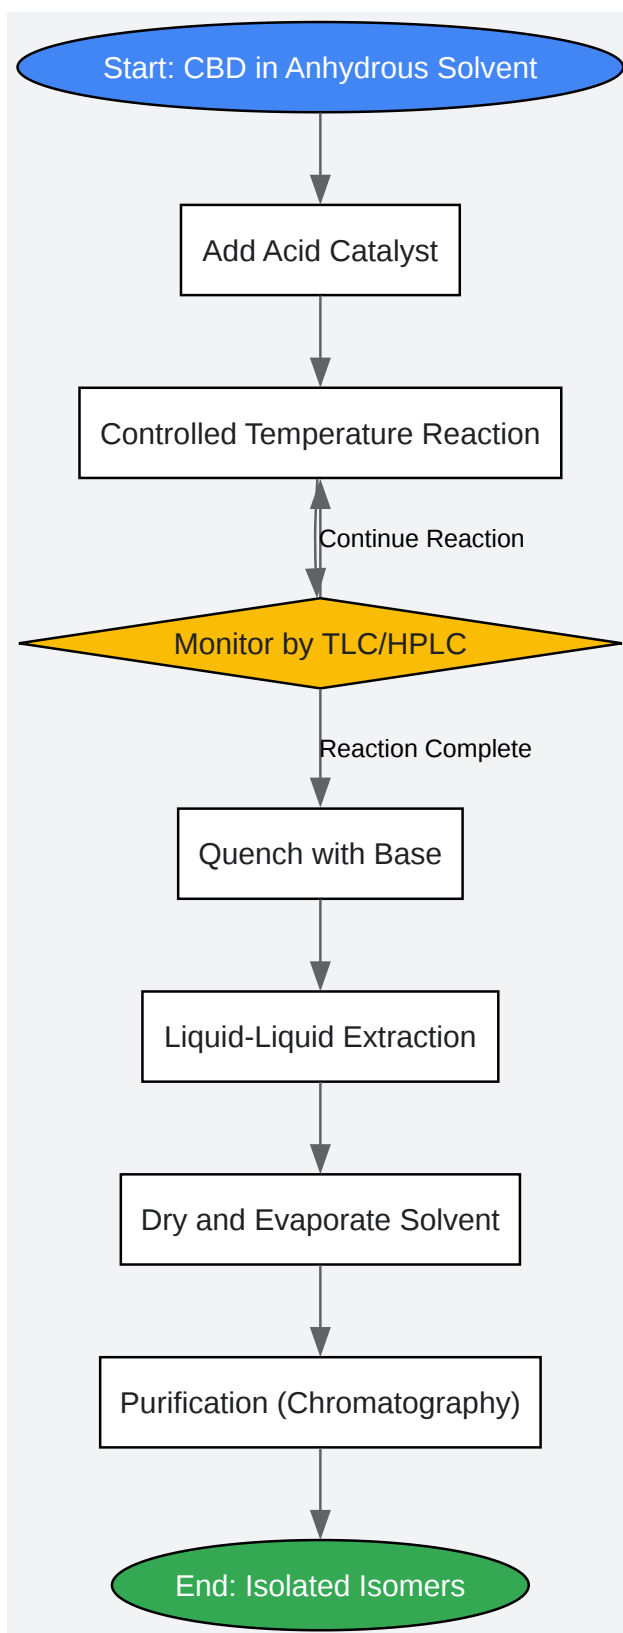 Start: CBD in Anhydrous Solvent
Add Acid Catalyst
Controlled Temperature Reaction
Continue Reaction
Monitor by TLC/HPLC
Reaction Complete
Quench with Base
Liquid-Liquid Extraction
Dry and Evaporate Solvent
Purification (Chromatography)
End: Isolated Isomers